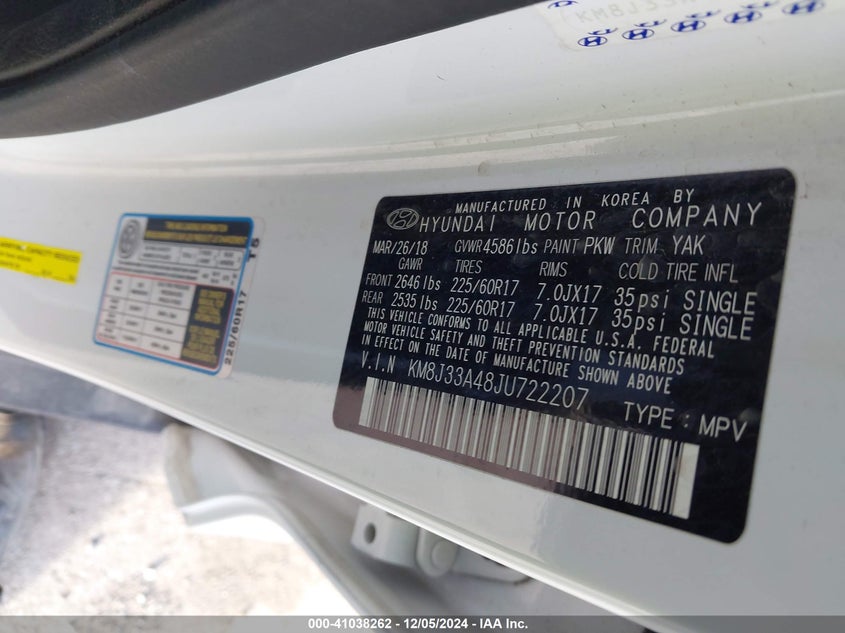 KM8J33A
MANUFACTURED IN KOREA BY
HYUNDAI MOTOR COMPANY
MAR/26/18 GVWR 4586 lbs PAINT PKW TRIM YAK
GAWR TIRES RIMS COLD TIRE INFL
FRONT 2646 lbs 225/60R17 7.0JX17 35psi SINGLE
REAR 2535 lbs 225/60R17 7.0JX17 35psi SINGLE
THIS VEHICLE CONFORMS TO ALL APPLICABLE U.S.A. FEDERAL
MOTOR VEHICLE SAFETY AND THEFT PREVENTION STANDARDS
IN EFFECT ON THE DATE OF MANUFACTURE SHOWN ABOVE
V.I.N KM8J33A48JU722207
TYPE : MPV
225/60R17 T5
000-41038262 - 12/05/2024 - IAA Inc.